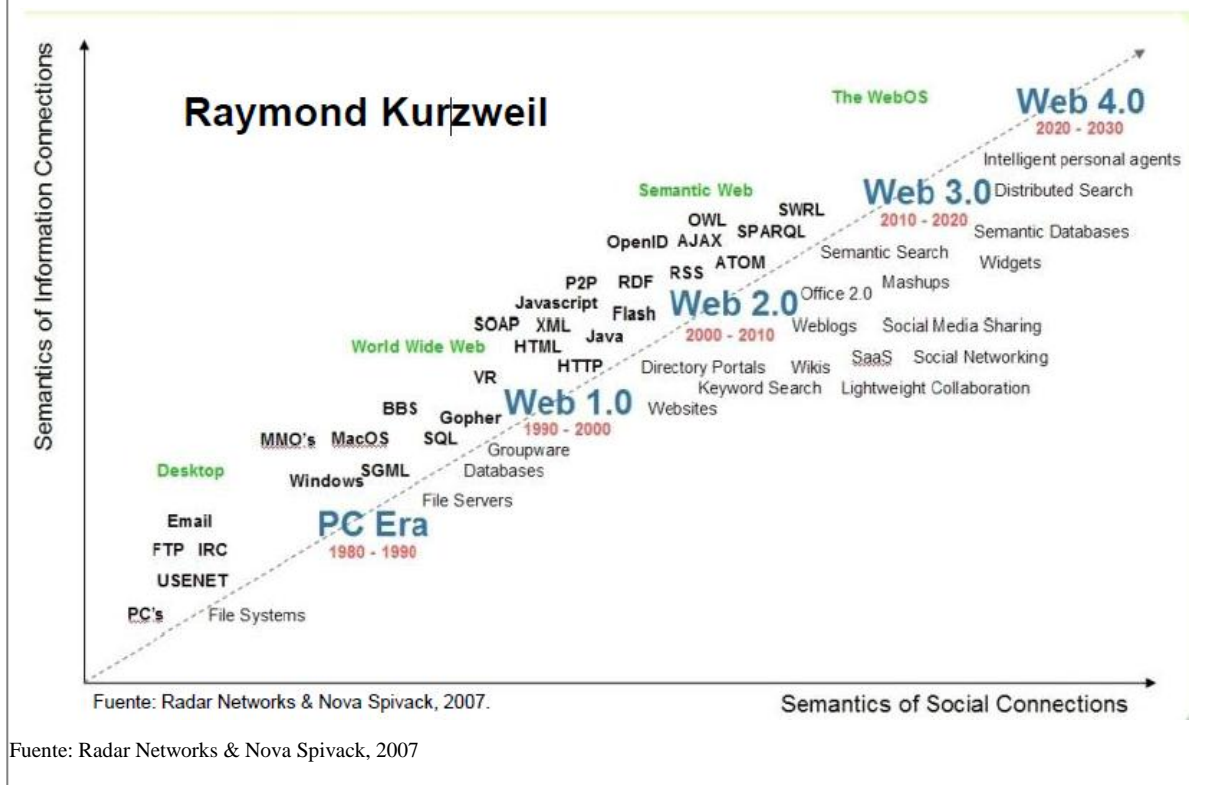 Semantics of Information Connections
Raymond Kurzweil
The WebOS
Web 4.0
2020 - 2030
Intelligent personal agents
Semantic Web
Web 3.0
Distributed Search
2010 - 2020
SWRL
OWL
SPARQL
Semantic Databases
OpenID AJAX
Semantic Search
ATOM
Widgets
P2P RDF RSS
Mashups
Office 2.0
Javascript
Web 2.0
Flash
SOAP XML
Weblogs Social Media Sharing
Java
2000 - 2010
World Wide Web
HTML
SaaS Social Networking
HTTP
Directory Portals Wikis
VR
Keyword Search Lightweight Collaboration
Web 1.0
BBS
Websites
Gopher
1990 - 2000
MMO's MacOS SQL
Groupware
Desktop
SGML
Databases
Windows
File Servers
Email
PC Era
FTP IRC
1980 - 1990
USENET
PC's
File Systems
Fuente: Radar Networks & Nova Spivack, 2007.
Semantics of Social Connections
Fuente: Radar Networks & Nova Spivack, 2007